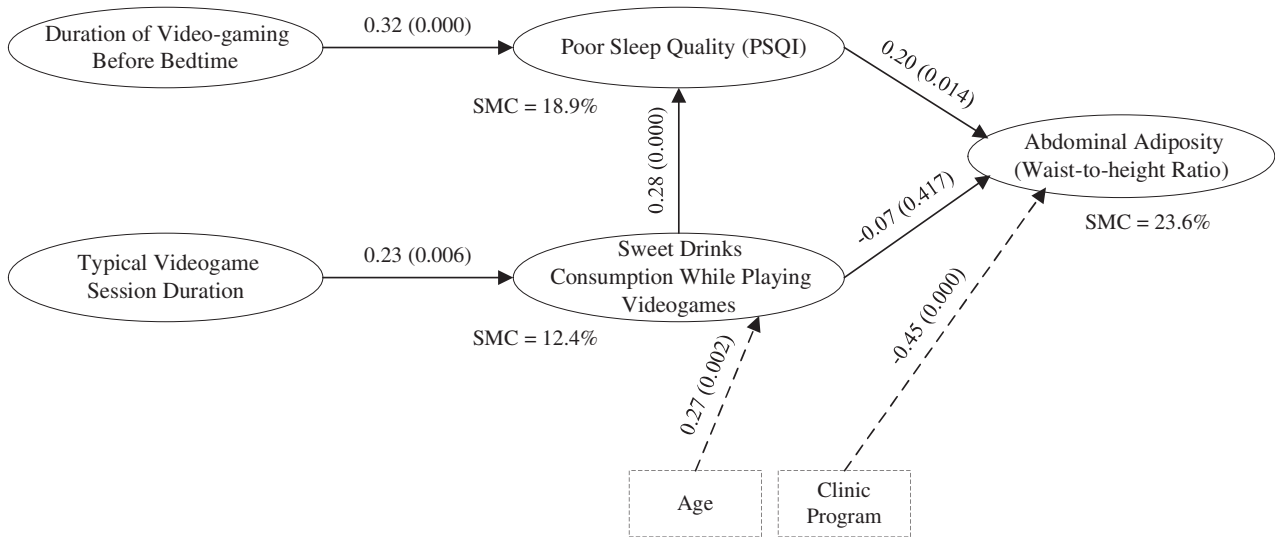 Duration of Video-gaming
Before Bedtime
0.32 (0.000)
Poor Sleep Quality (PSQI)
SMC = 18.9%
0.20 (0.014)
0.28 (0.000)
Abdominal Adiposity
(Waist-to-height Ratio)
SMC = 23.6%
-0.07 (0.417)
Typical Videogame
Session Duration
0.23 (0.006)
Sweet Drinks
Consumption While Playing
Videogames
SMC = 12.4%
0.27 (0.002)
-0.45 (0.000)
Age
Clinic
Program